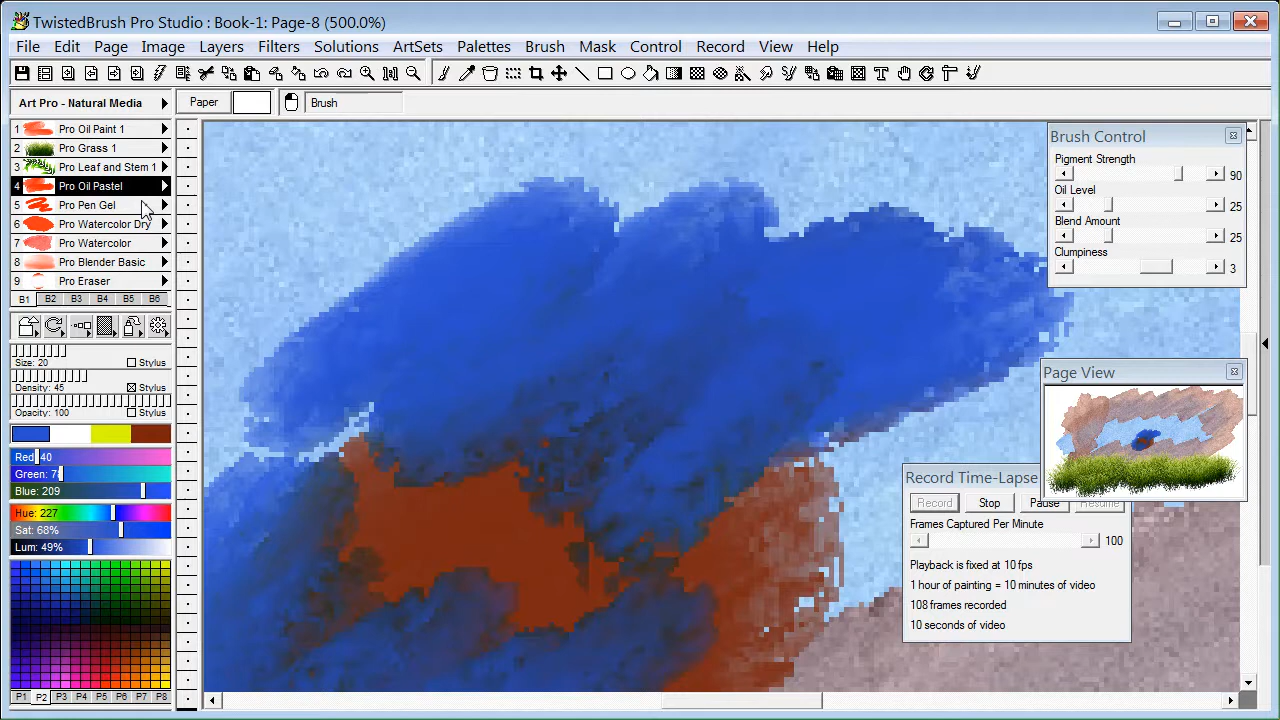 TwistedBrush Pro Studio : Book-1: Page-8 (500.0%)
File Edit Page Image Layers Filters Solutions ArtSets Palettes Brush Mask Control Record View Help
Art Pro - Natural Media
Paper
Brush
1 Pro Oil Paint 1
2 Pro Grass 1
3 Pro Leaf and Stem 1
4 Pro Oil Pastel
5 Pro Pen Gel
6 Pro Watercolor Dry
7 Pro Watercolor
8 Pro Blender Basic
9 Pro Eraser
B1 B2 B3 B4 B5 B6
Size: 20 Stylus
Density: 45 Stylus
Opacity: 100 Stylus
Red: 40
Green:
Blue: 209
Hue: 227
Sat: 68%
Lum: 49%
P1 P2 P3 P4 P5 P6 P7 P8
Brush Control
Pigment Strength
90
Oil Level
25
Blend Amount
25
Clumpiness
3
Page View
Record Time-Lapse
Record Stop Pause Resume
Frames Captured Per Minute
100
Playback is fixed at 10 fps
1 hour of painting = 10 minutes of video
108 frames recorded
10 seconds of video